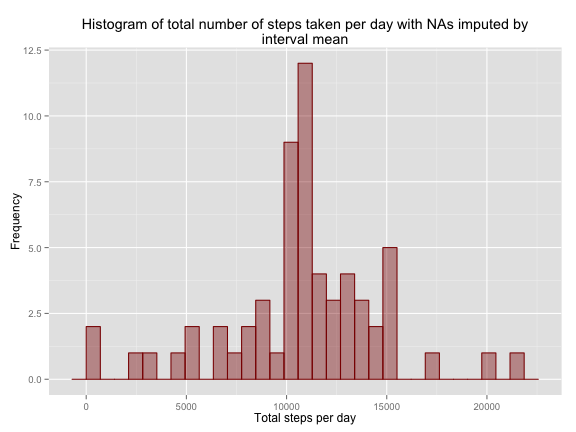 Histogram of total number of steps taken per day with NAs imputed by
interval mean
12.5
10.0
7.5
5.0
2.5
0.0
Frequency
0 5000 10000 15000 20000
Total steps per day